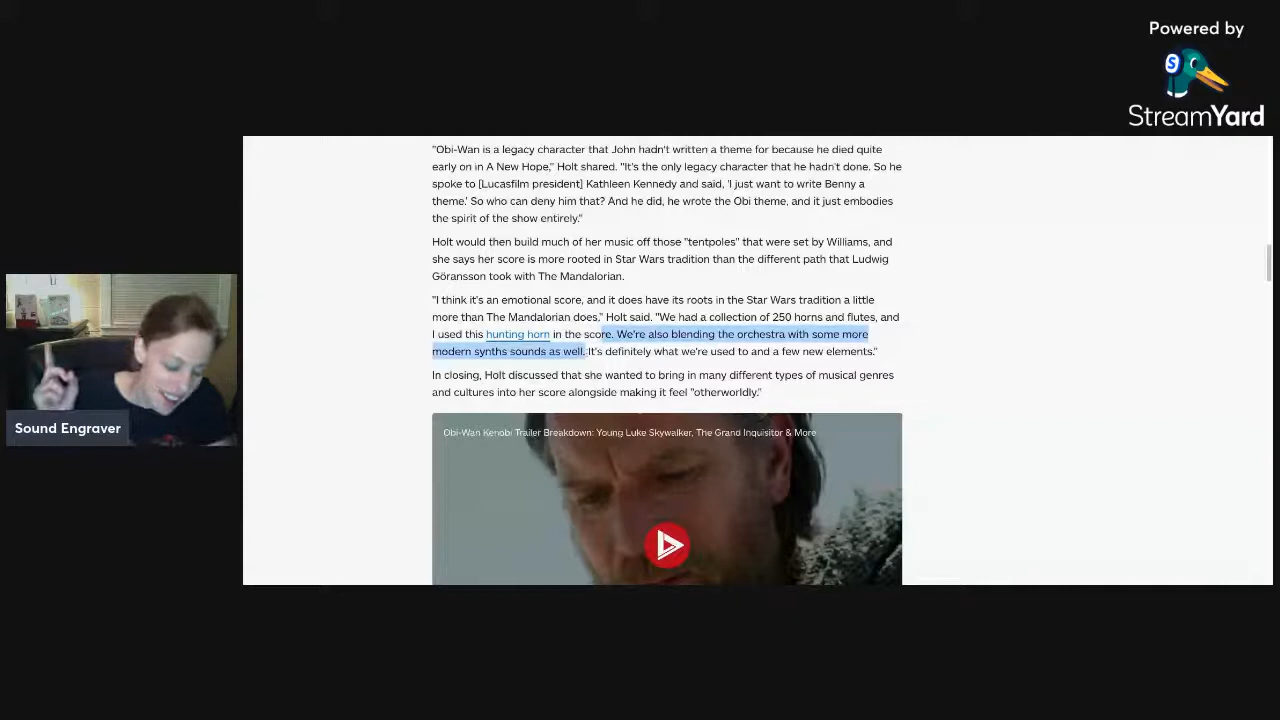 Powered by
StreamYard
"Obi-Wan is a legacy character that John hadn't written a theme for because he died quite
early on in A New Hope," Holt shared. "It's the only legacy character that he hadn't done. So he
spoke to [Lucasfilm president] Kathleen Kennedy and said, 'I just want to write Benny a
theme.' So who can deny him that? And he did, he wrote the Obi theme, and it just embodies
the spirit of the show entirely."
Holt would then build much of her music off those "tentpoles" that were set by Williams, and
she says her score is more rooted in Star Wars tradition than the different path that Ludwig
Göransson took with The Mandalorian.
"I think it's an emotional score, and it does have its roots in the Star Wars tradition a little
more than The Mandalorian does," Holt said. "We had a collection of 250 horns and flutes, and
I used this hunting horn in the score. We're also blending the orchestra with some more
modern synths sounds as well. It's definitely what we're used to and a few new elements."
In closing, Holt discussed that she wanted to bring in many different types of musical genres
and cultures into her score alongside making it feel "otherworldly."
Obi-Wan Kenobi Trailer Breakdown: Young Luke Skywalker, The Grand Inquisitor & More
Sound Engraver